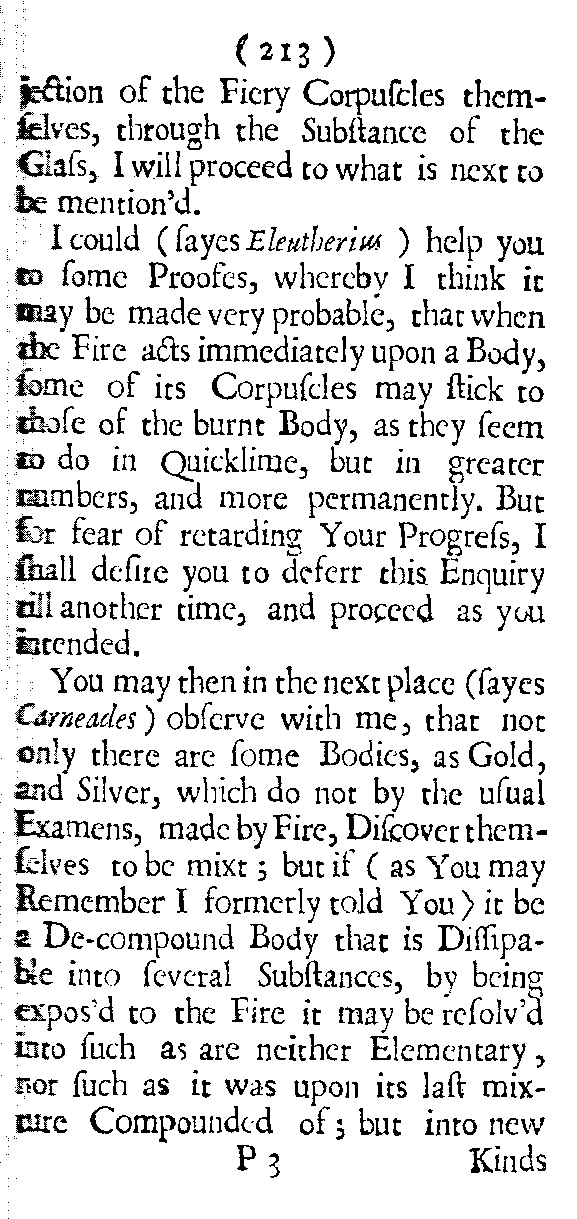 ( 213 )
jection of the Fiery Corpuſcles them-
ſelves, through the Subſtance of the
Glaſs, I will proceed to what is next to
be mention'd.
I could ( ſayes Eleutherius ) help you
to ſome Proofes, whereby I think it
may be made very probable, that when
the Fire acts immediately upon a Body,
ſome of its Corpuſcles may ſtick to
thoſe of the burnt Body, as they ſeem
to do in Quicklime, but in greater
numbers, and more permanently. But
for fear of retarding Your Progreſs, I
ſhall deſire you to deferr this Enquiry
till another time, and proceed as you
intended.
You may then in the next place (ſayes
Carneades ) obſerve with me, that not
only there are ſome Bodies, as Gold,
and Silver, which do not by the uſual
Examens, made by Fire, Diſcover them-
ſelves to be mixt ; but if ( as You may
Remember I formerly told You ) it be
a De-compound Body that is Diſſipa-
ble into ſeveral Subſtances, by being
expos'd to the Fire it may be reſolv'd
into ſuch as are neither Elementary ,
nor ſuch as it was upon its laſt mix-
ture Compounded of ; but into new
P 3 Kinds